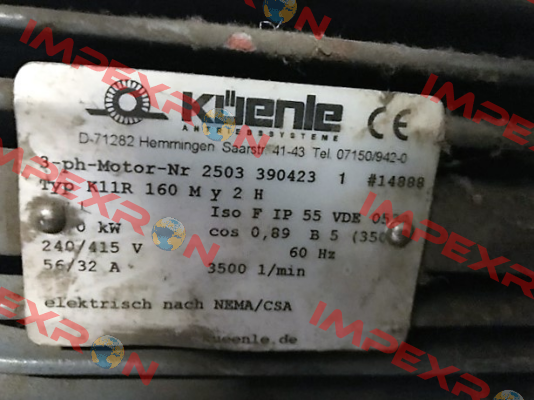 Küenle
ANTRIEBSSYSTEME
CE
D-71282 Hemmingen Saarstr. 41-43 Tel. 07150/942-0
3-ph-Motor-Nr 2503 390423 1 #14888
Typ K11R 160 M y 2 H
Iso F IP 55 VDE
kW cos 0,89 B 5
240/415 V 60 Hz
56/32 A 3500 1/min
elektrisch nach NEMA/CSA
kueenle.de
IMPEXRON
IMPEXRON
IMPEXRON
IMPEXRON